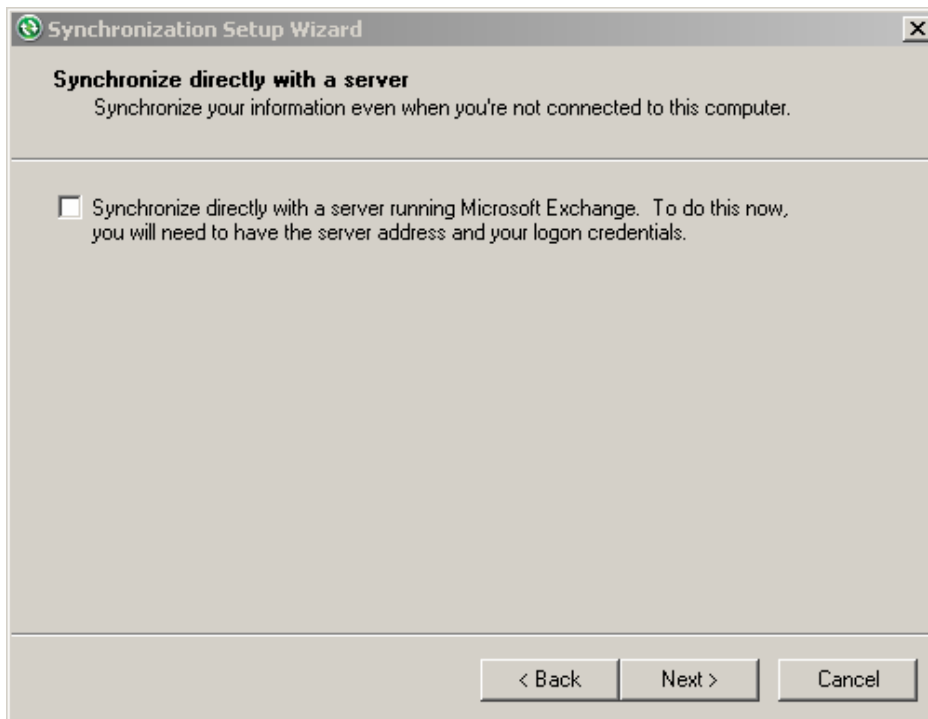 Synchronization Setup Wizard
Synchronize directly with a server
Synchronize your information even when you're not connected to this computer.
Synchronize directly with a server running Microsoft Exchange.  To do this now,
you will need to have the server address and your logon credentials.
< Back Next > Cancel